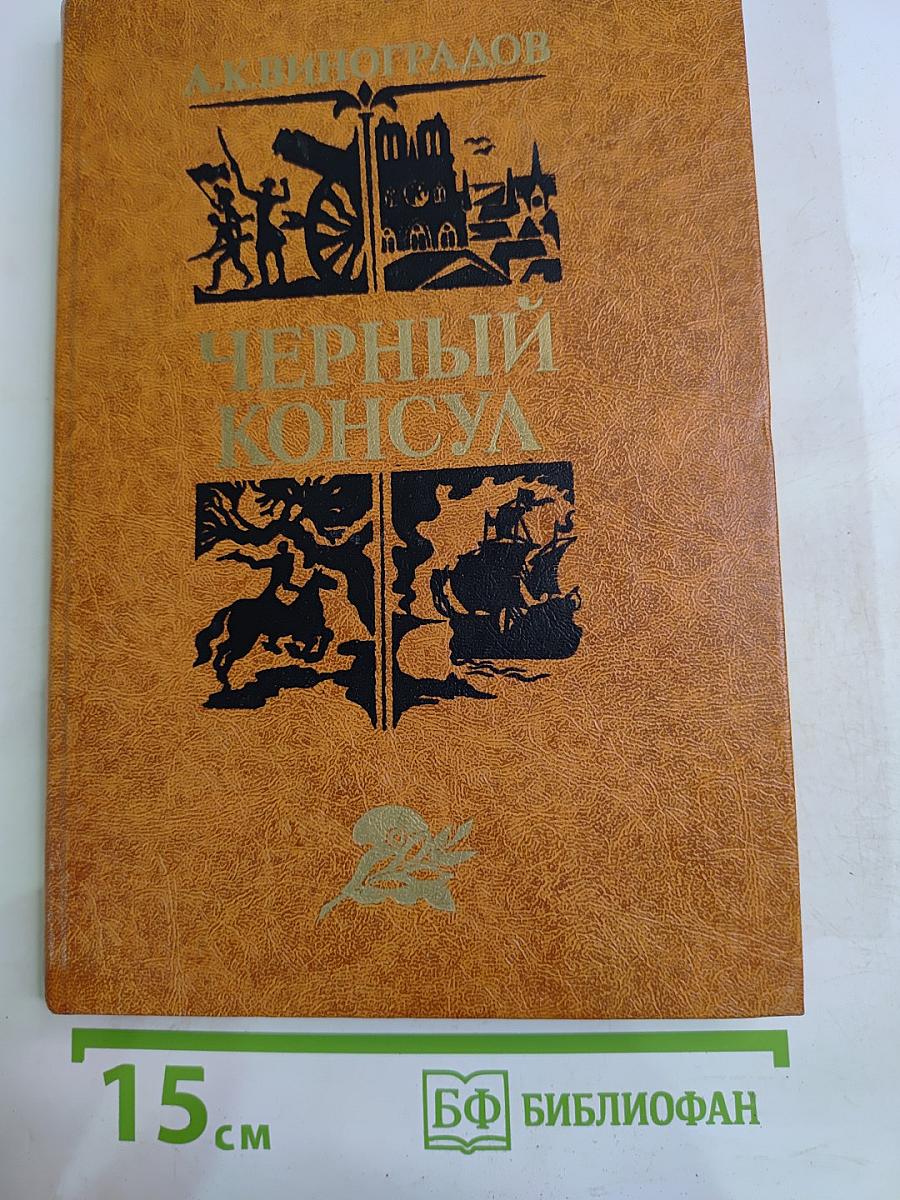 А.К.ВИНОГРАДОВ
ЧЕРНЫЙ
КОНСУЛ
15 см
БФ БИБЛИОФАН